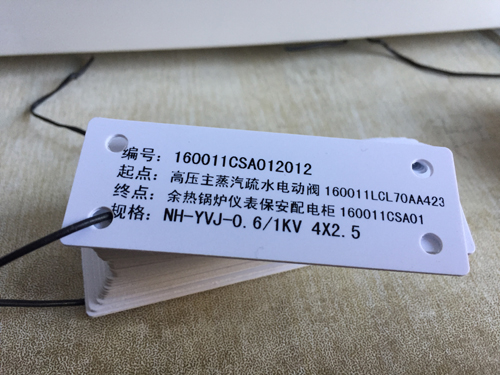 编号: 160011CSA012012
起点: 高压主蒸汽疏水电动阀 160011LCL70AA423
终点: 余热锅炉仪表保安配电柜 160011CSA01
规格: NH-YVJ-0.6/1KV 4X2.5